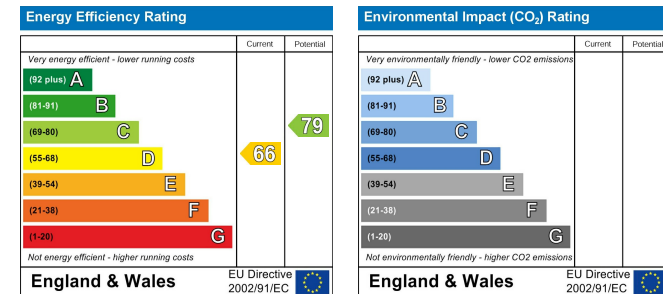 Energy Efficiency Rating
Current Potential
Very energy efficient - lower running costs
(92 plus) A
(81-91) B
(69-80) C
79
(55-68) D
66
(39-54) E
(21-38) F
(1-20) G
Not energy efficient - higher running costs
England & Wales
EU Directive
2002/91/EC
Environmental Impact (CO₂) Rating
Current Potential
Very environmentally friendly - lower CO2 emissions
(92 plus) A
(81-91) B
(69-80) C
(55-68) D
(39-54) E
(21-38) F
(1-20) G
Not environmentally friendly - higher CO2 emissions
England & Wales
EU Directive
2002/91/EC